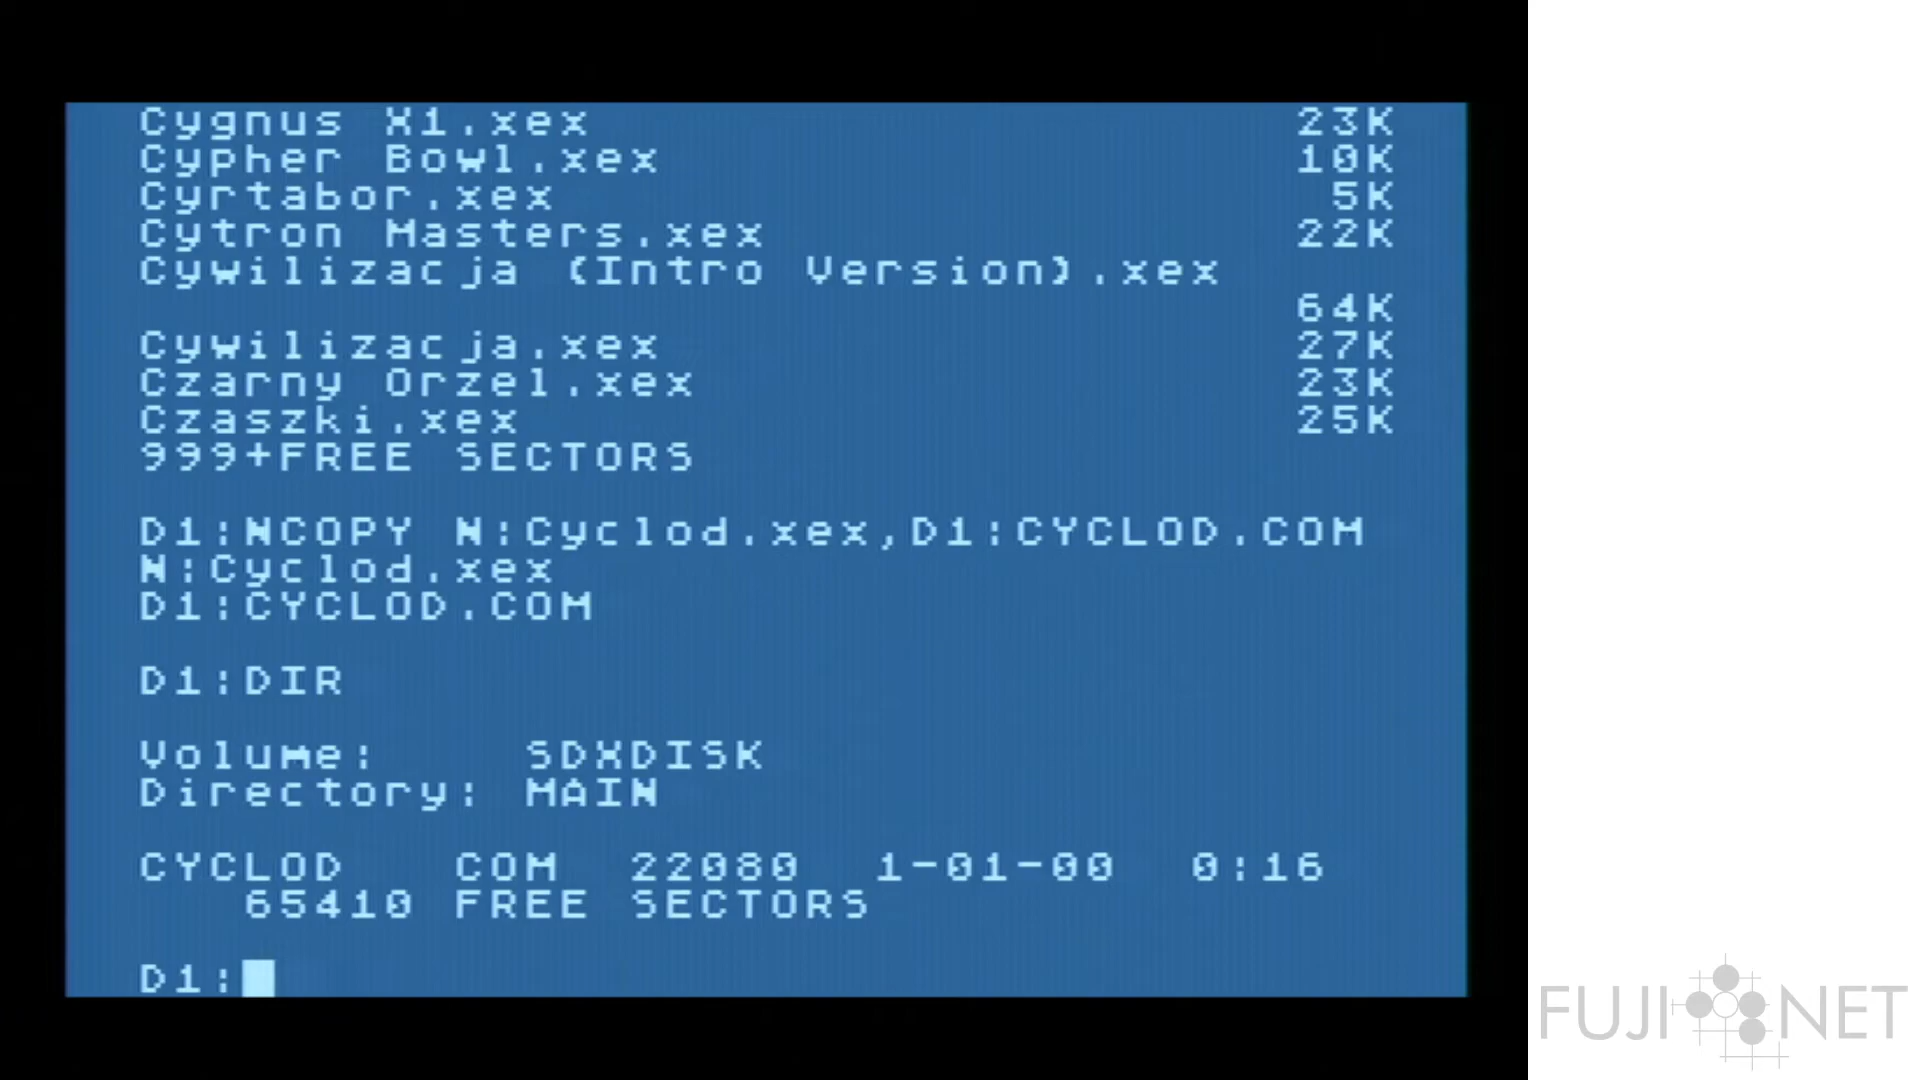 Cygnus X1.xex 23K
Cypher Bowl.xex 10K
Cyrtabor.xex 5K
Cytron Masters.xex 22K
Cywilizacja (Intro Version).xex
64K
Cywilizacja.xex 27K
Czarny Orzel.xex 23K
Czaszki.xex 25K
999+FREE SECTORS
D1:NCOPY N:Cyclod.xex,D1:CYCLOD.COM
N:Cyclod.xex
D1:CYCLOD.COM
D1:DIR
Volume: SDXDISK
Directory: MAIN
CYCLOD COM 22080 1-01-00 0:16
65410 FREE SECTORS
D1:
FUJINET